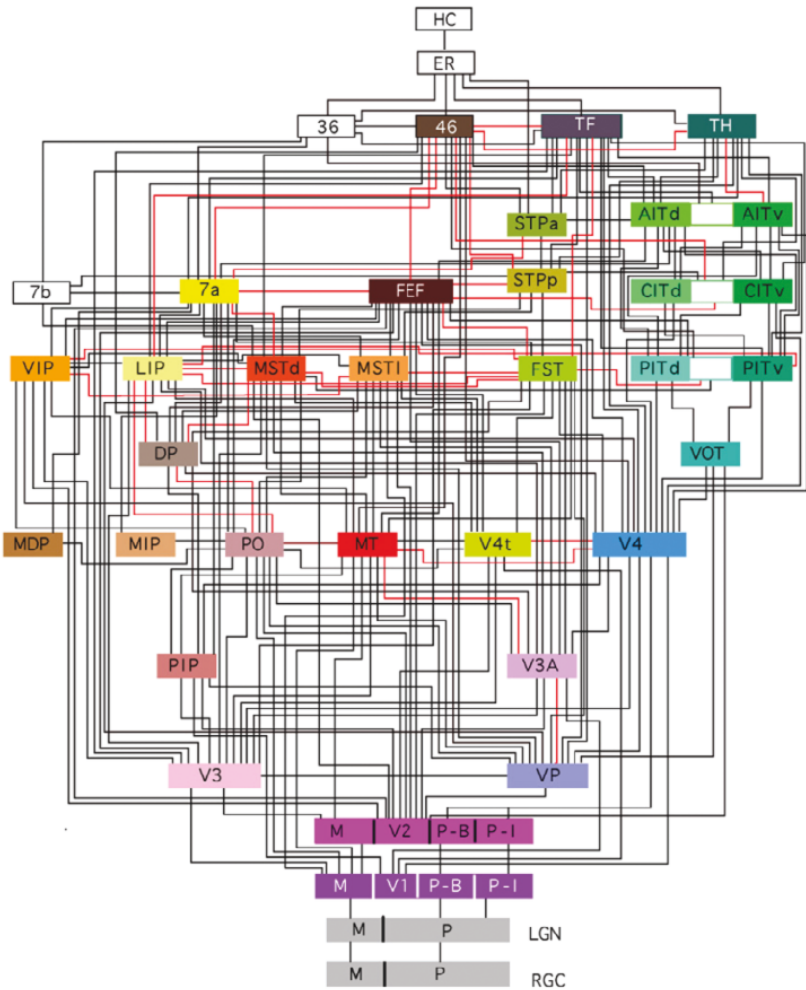 HC
ER
36 46 TF TH
STPa AITd AITv
7b 7a FEF STPp CITd CITv
VIP LIP MSTd MSTl FST PITd PITv
DP VOT
MDP MIP PO MT V4t V4
PIP V3A
V3 VP
M V2 P-B P-I
M V1 P-B P-I
M P LGN
M P RGC